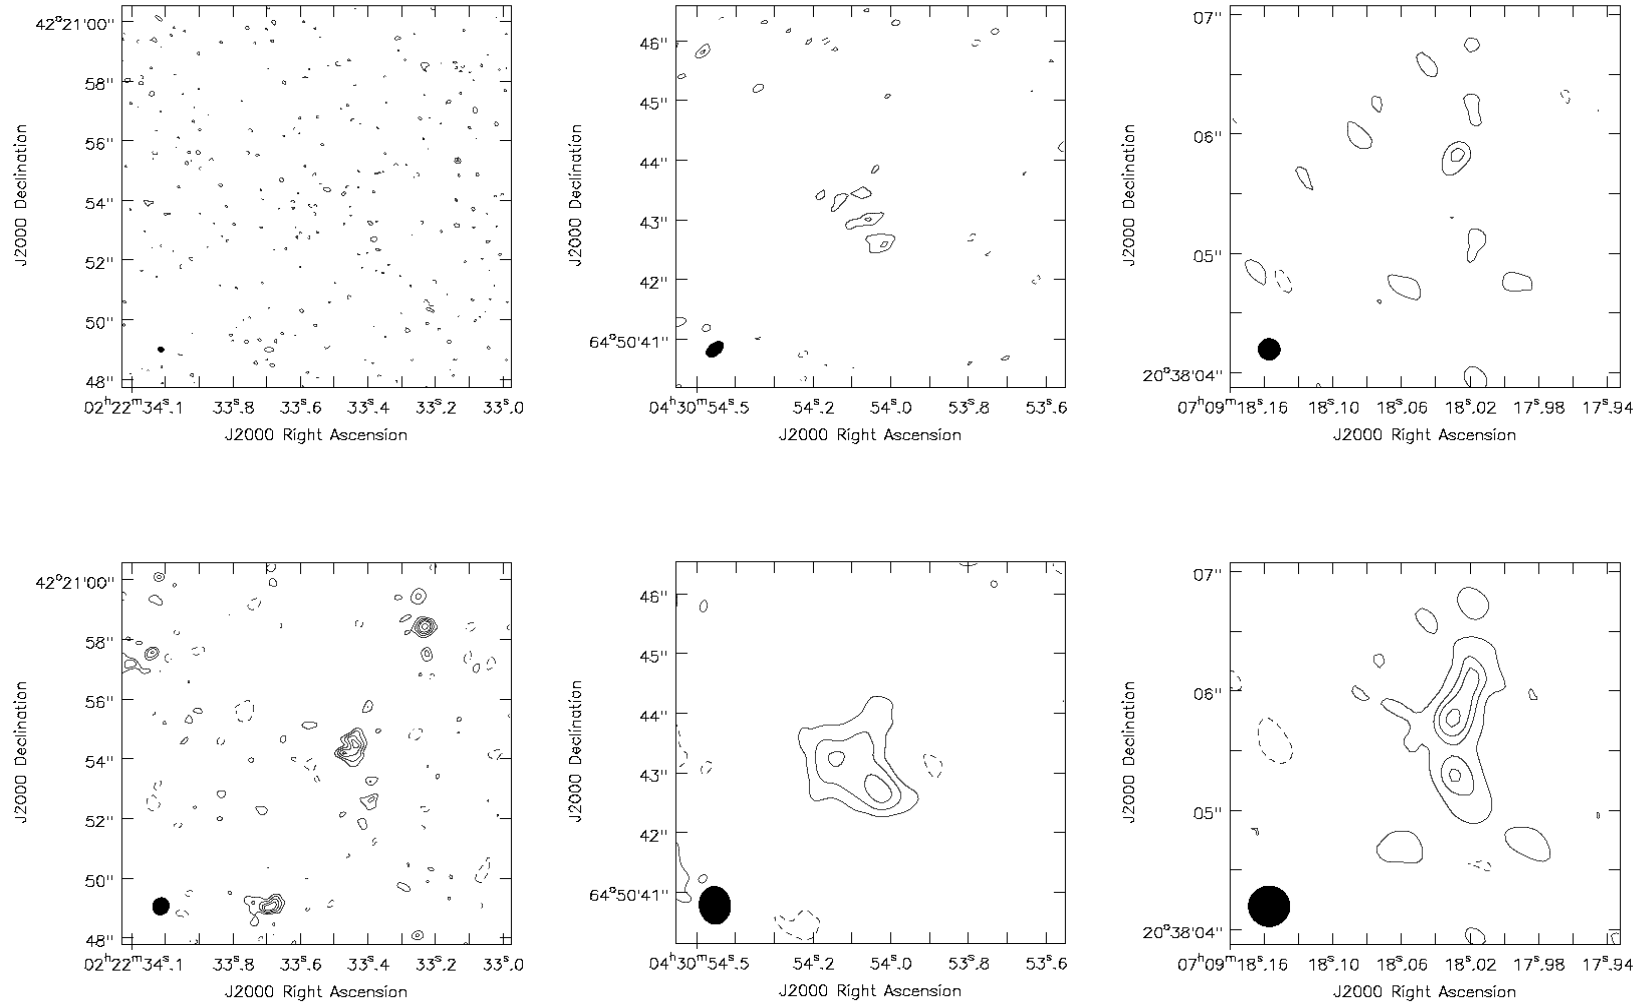 42°21'00"
58"
56"
54"
52"
50"
48"
J2000 Declination
02ʰ22ᵐ34ˢ.1 33ˢ.8 33ˢ.6 33ˢ.4 33ˢ.2 33ˢ.0
J2000 Right Ascension
46"
45"
44"
43"
42"
64°50'41"
J2000 Declination
04ʰ30ᵐ54ˢ.5 54ˢ.2 54ˢ.0 53ˢ.8 53ˢ.6
J2000 Right Ascension
07"
06"
05"
20°38'04"
J2000 Declination
07ʰ09ᵐ18ˢ.16 18ˢ.10 18ˢ.06 18ˢ.02 17ˢ.98 17ˢ.94
J2000 Right Ascension
42°21'00"
58"
56"
54"
52"
50"
48"
J2000 Declination
02ʰ22ᵐ34ˢ.1 33ˢ.8 33ˢ.6 33ˢ.4 33ˢ.2 33ˢ.0
J2000 Right Ascension
46"
45"
44"
43"
42"
64°50'41"
J2000 Declination
04ʰ30ᵐ54ˢ.5 54ˢ.2 54ˢ.0 53ˢ.8 53ˢ.6
J2000 Right Ascension
07"
06"
05"
20°38'04"
J2000 Declination
07ʰ09ᵐ18ˢ.16 18ˢ.10 18ˢ.06 18ˢ.02 17ˢ.98 17ˢ.94
J2000 Right Ascension